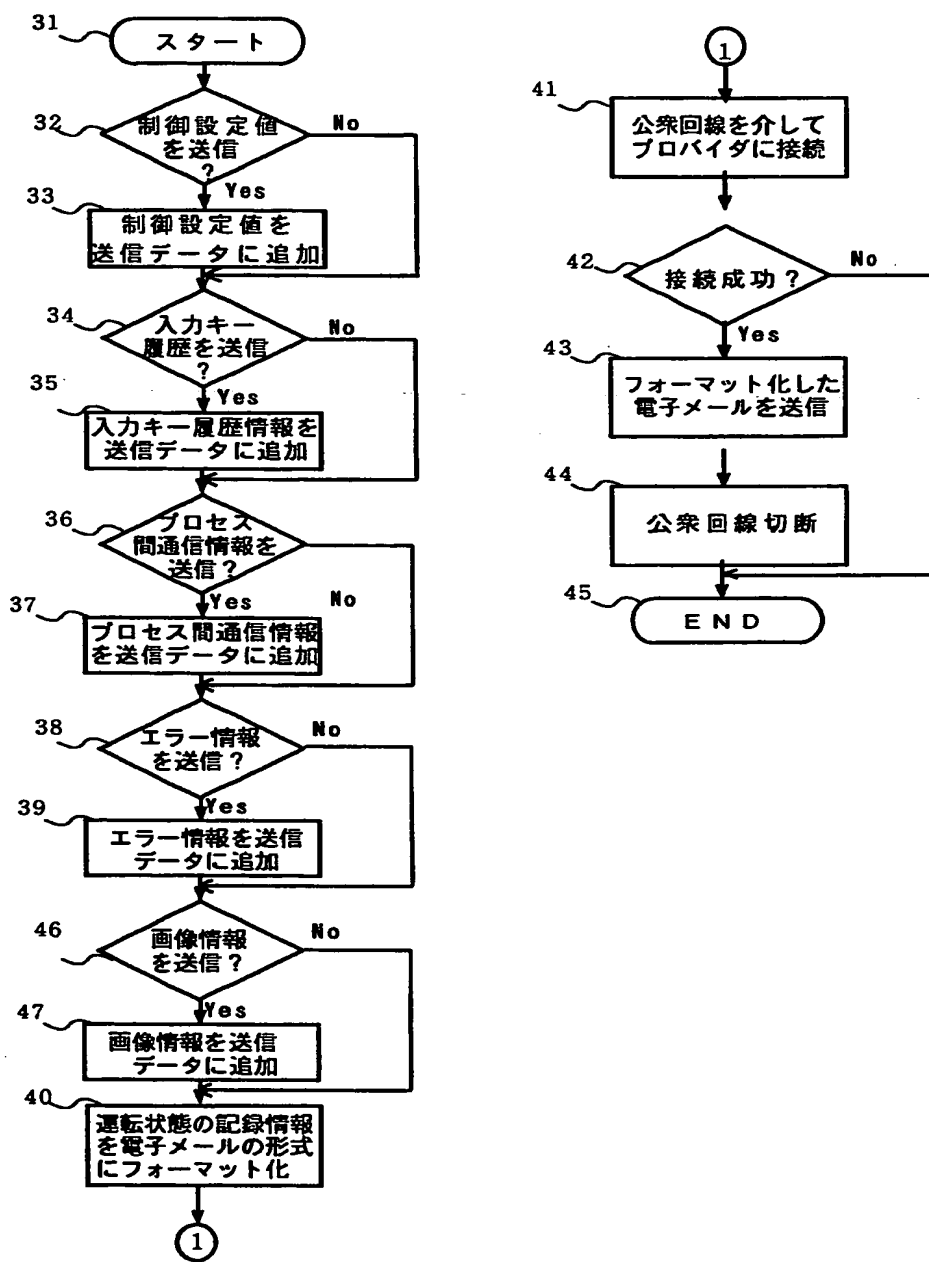 31
スタート
32
制御設定値
を送信
?
No
Yes
33
制御設定値を
送信データに追加
34
入力キー
履歴を送信
?
No
Yes
35
入力キー履歴情報を
送信データに追加
36
プロセス
間通信情報を
送信?
No
Yes
37
プロセス間通信情報
を送信データに追加
38
エラー情報
を送信?
No
Yes
39
エラー情報を送信
データに追加
46
画像情報
を送信?
No
Yes
47
画像情報を送信
データに追加
40
運転状態の記録情報
を電子メールの形式
にフォーマット化
1
1
41
公衆回線を介して
プロバイダに接続
42
接続成功?
No
Yes
43
フォーマット化した
電子メールを送信
44
公衆回線切断
45
END